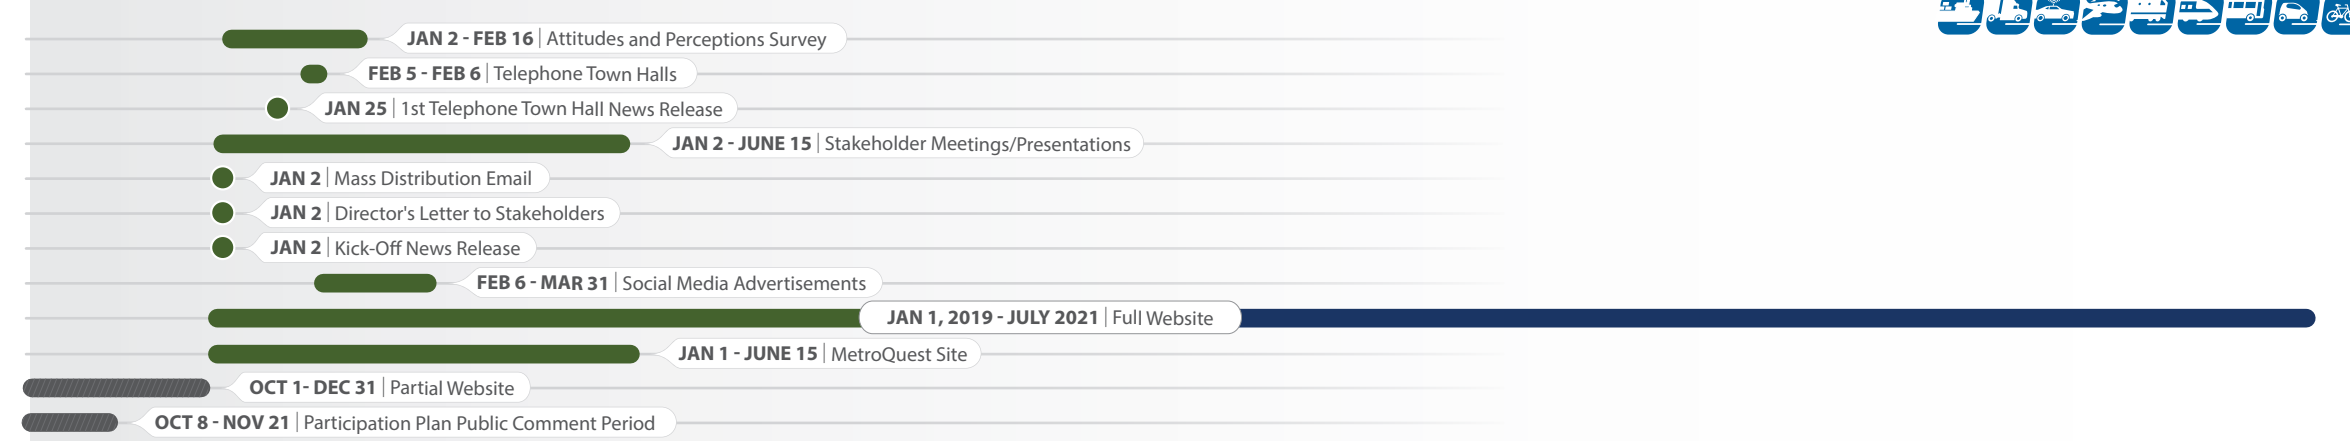 JAN 2 - FEB 16 | Attitudes and Perceptions Survey
FEB 5 - FEB 6 | Telephone Town Halls
JAN 25 | 1st Telephone Town Hall News Release
JAN 2 - JUNE 15 | Stakeholder Meetings/Presentations
JAN 2 | Mass Distribution Email
JAN 2 | Director's Letter to Stakeholders
JAN 2 | Kick-Off News Release
FEB 6 - MAR 31 | Social Media Advertisements
JAN 1, 2019 - JULY 2021 | Full Website
JAN 1 - JUNE 15 | MetroQuest Site
OCT 1- DEC 31 | Partial Website
OCT 8 - NOV 21 | Participation Plan Public Comment Period